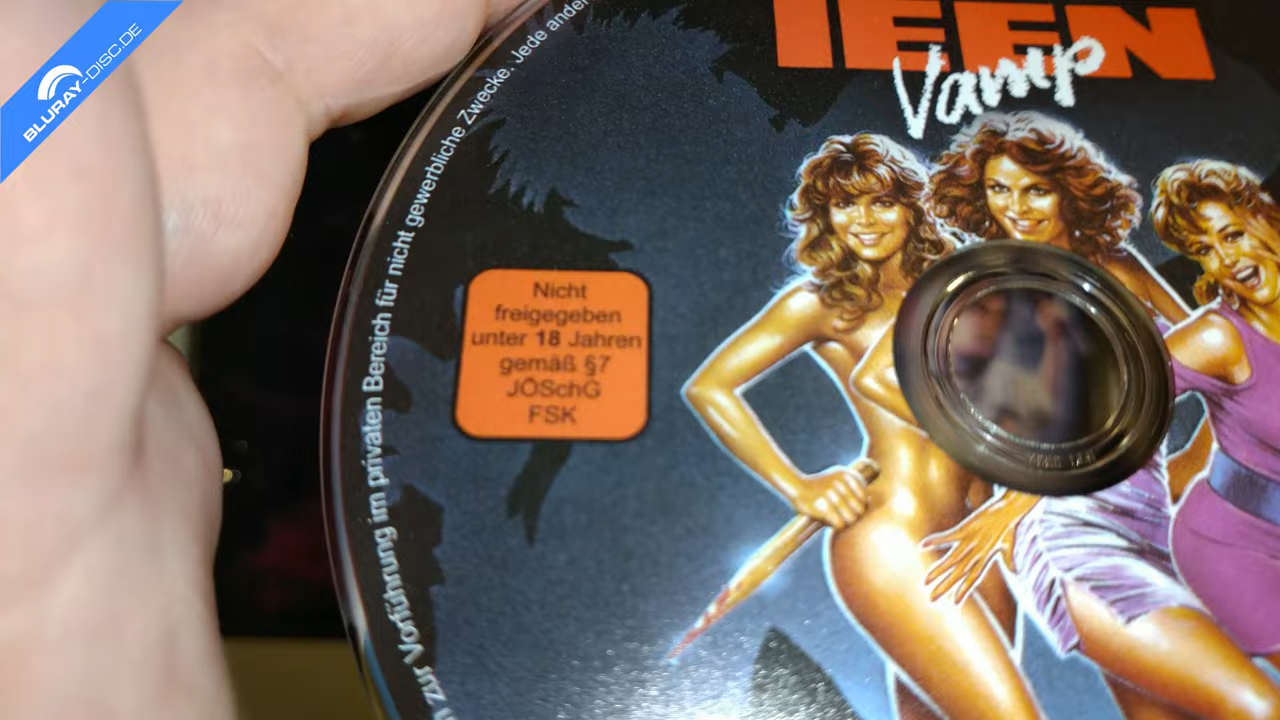 BLURAY-DISC.DE
TEEN
Vamp
zur Vorführung im privaten Bereich für nicht gewerbliche Zwecke. Jede
Nicht
freigegeben
unter 18 Jahren
gemäß §7
JÖSchG
FSK